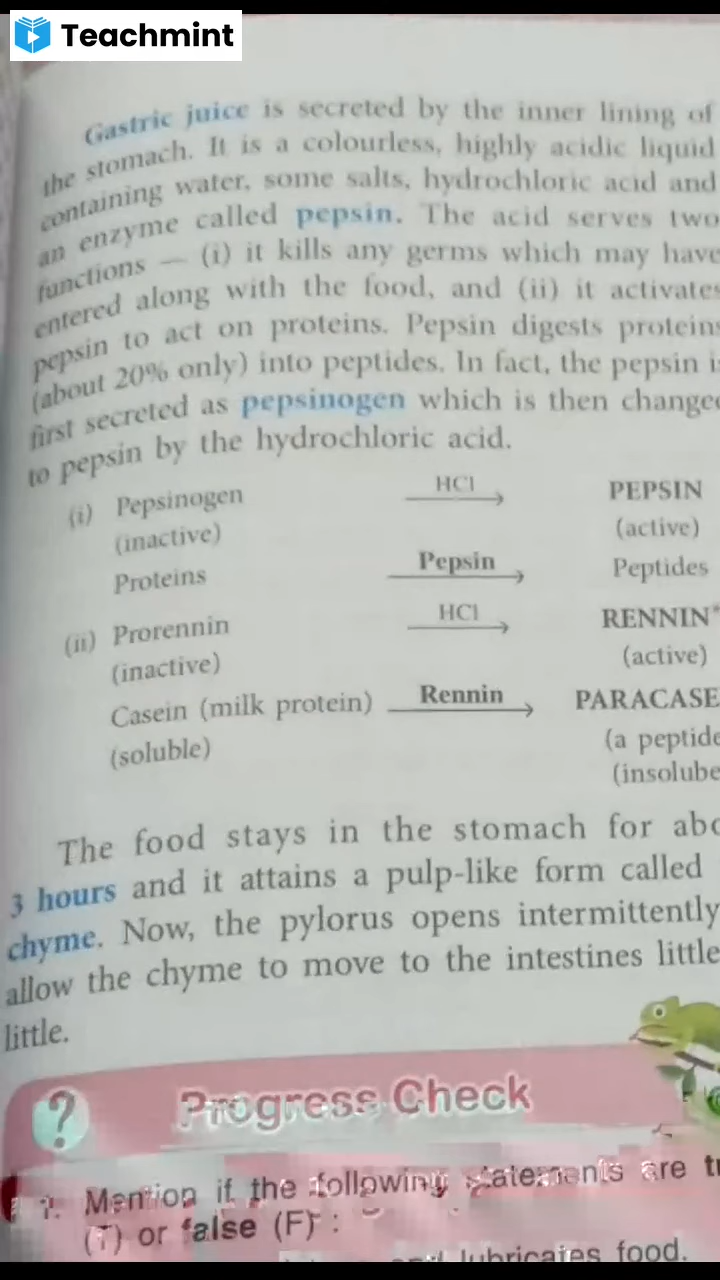 Teachmint
Gastric juice is secreted by the inner lining of
the stomach. It is a colourless, highly acidic liquid
containing water, some salts, hydrochloric acid and
an enzyme called pepsin. The acid serves two
functions — (i) it kills any germs which may have
entered along with the food, and (ii) it activates
pepsin to act on proteins. Pepsin digests proteins
(about 20% only) into peptides. In fact, the pepsin is
first secreted as pepsinogen which is then change
to pepsin by the hydrochloric acid.
(i) Pepsinogen HCl PEPSIN
(inactive) (active)
Proteins Pepsin Peptides
(ii) Prorennin HCl RENNIN*
(inactive) (active)
Casein (milk protein) Rennin PARACASE
(soluble) (a peptide
(insolube
The food stays in the stomach for abo
3 hours and it attains a pulp-like form called
chyme. Now, the pylorus opens intermittently
allow the chyme to move to the intestines little
little.
? Progress Check
1. Mention if the following statements are tr
(T) or false (F) :
lubricates food.